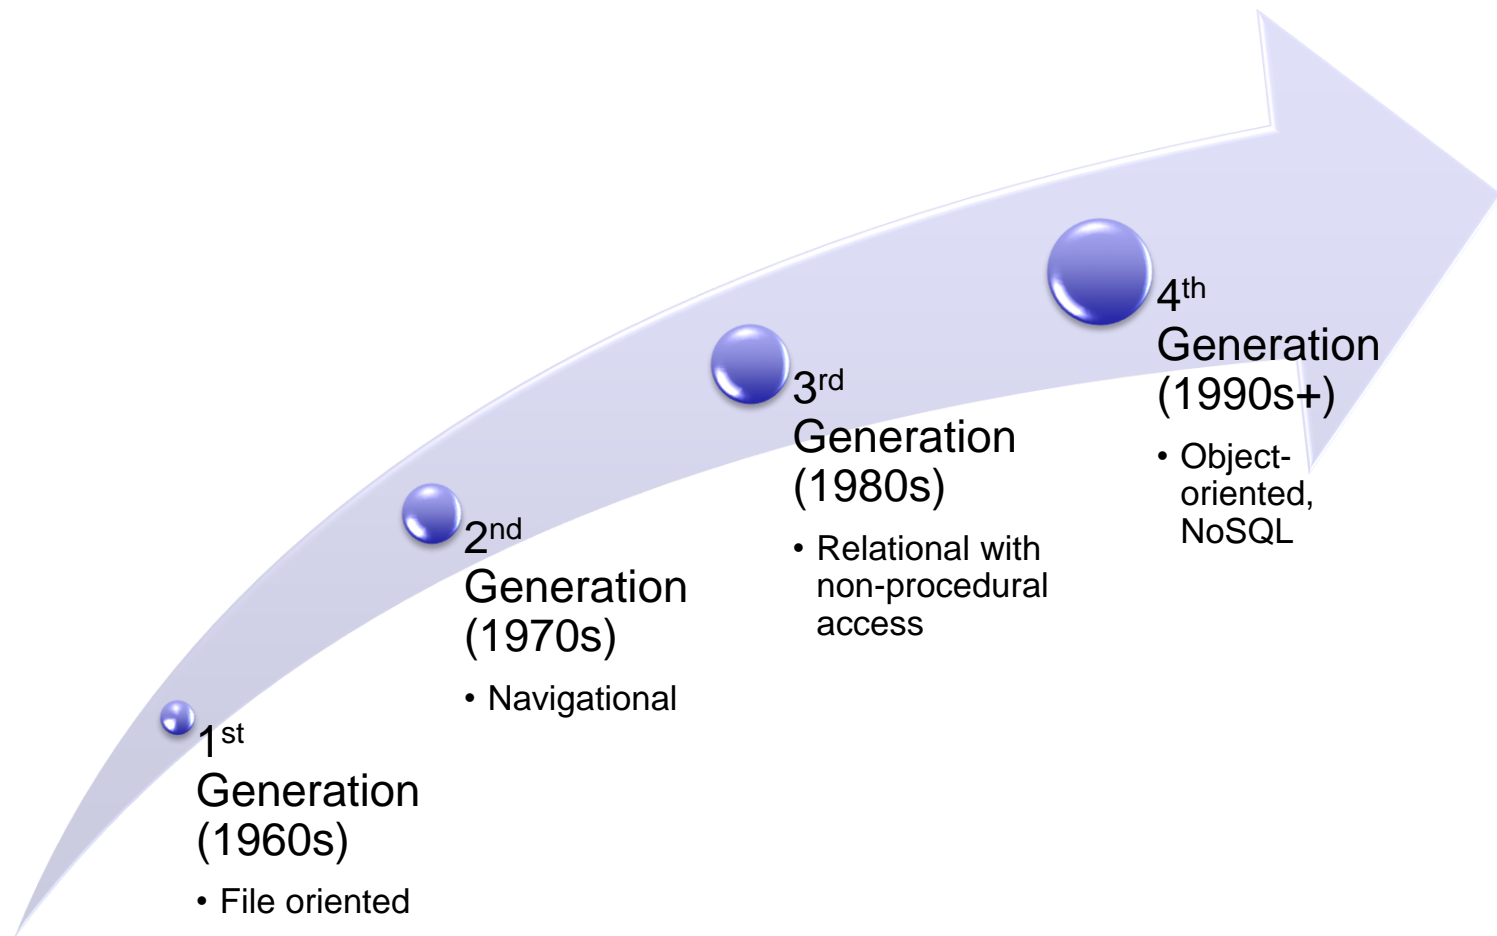 1st
Generation
(1960s)
• File oriented
2nd
Generation
(1970s)
• Navigational
3rd
Generation
(1980s)
• Relational with
non-procedural
access
4th
Generation
(1990s+)
• Object-
oriented,
NoSQL